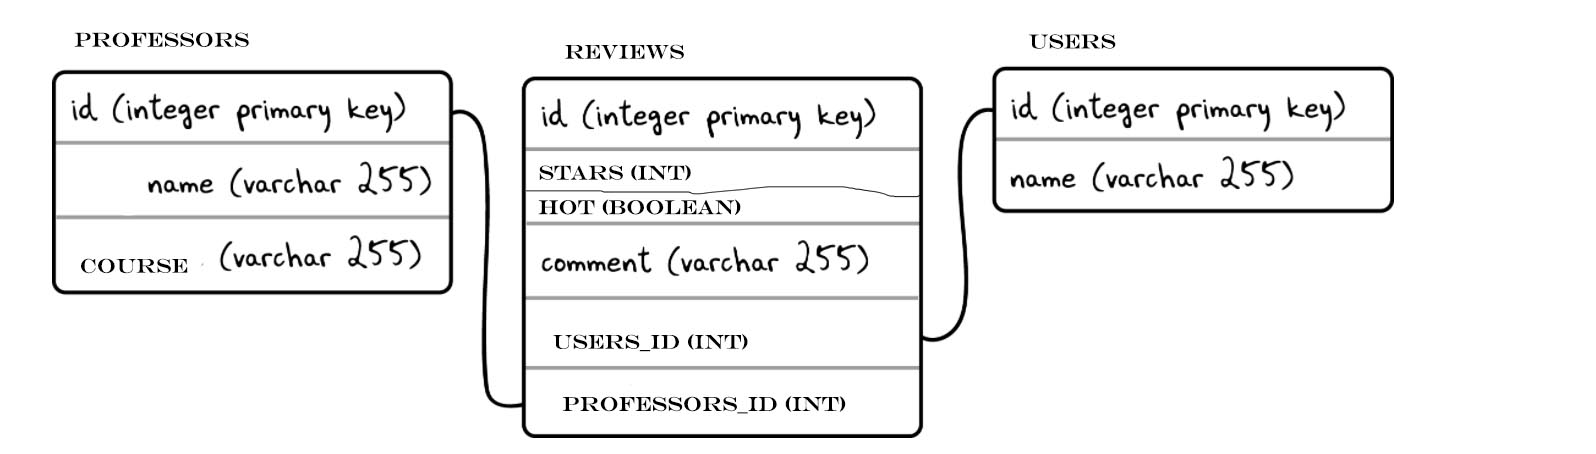 PROFESSORS
id (integer primary key)
name (varchar 255)
COURSE (varchar 255)
REVIEWS
id (integer primary key)
STARS (INT)
HOT (BOOLEAN)
comment (varchar 255)
USERS_ID (INT)
PROFESSORS_ID (INT)
USERS
id (integer primary key)
name (varchar 255)